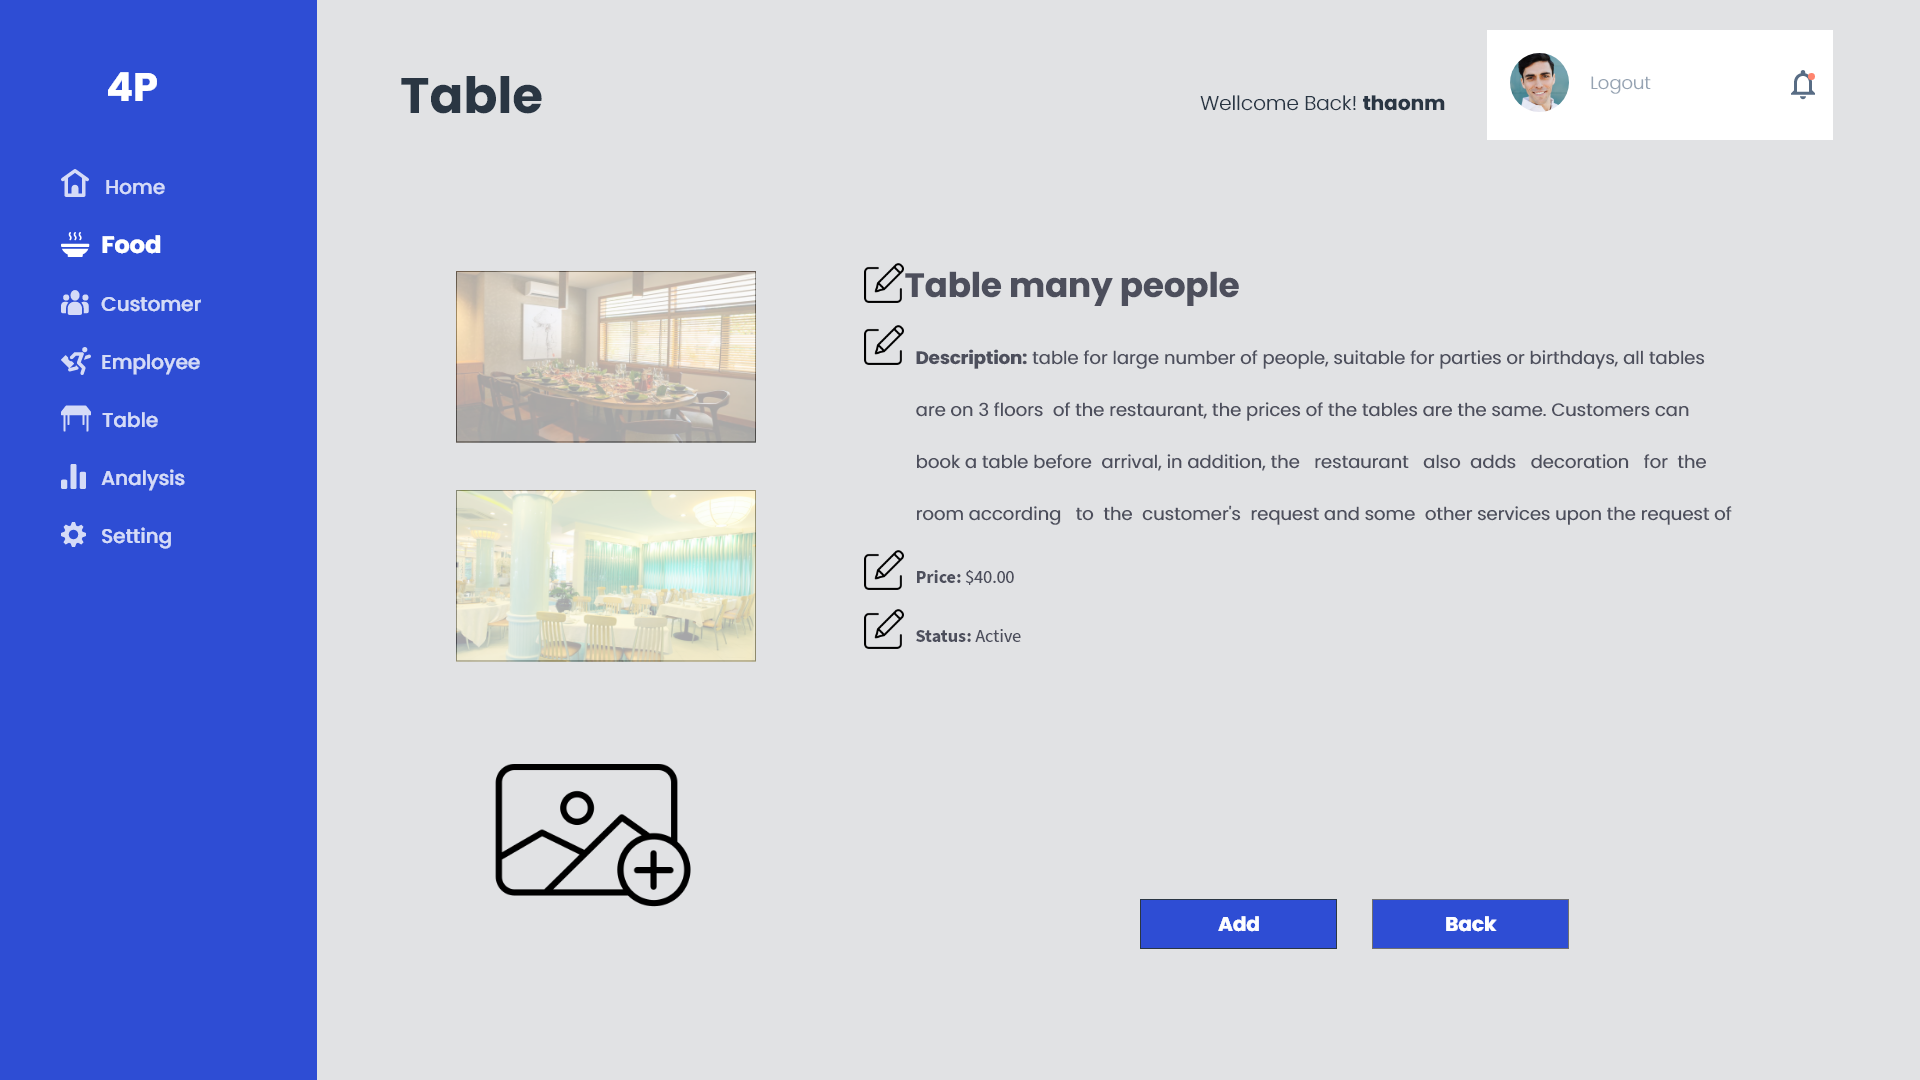 4P
Home
Food
Customer
Employee
Table
Analysis
Setting
Table
Wellcome Back! thaonm
Logout
Table many people
Description: table for large number of people, suitable for parties or birthdays, all tables
are on 3 floors of the restaurant, the prices of the tables are the same. Customers can
book a table before arrival, in addition, the restaurant also adds decoration for the
room according to the customer's request and some other services upon the request of
Price: $40.00
Status: Active
Add
Back